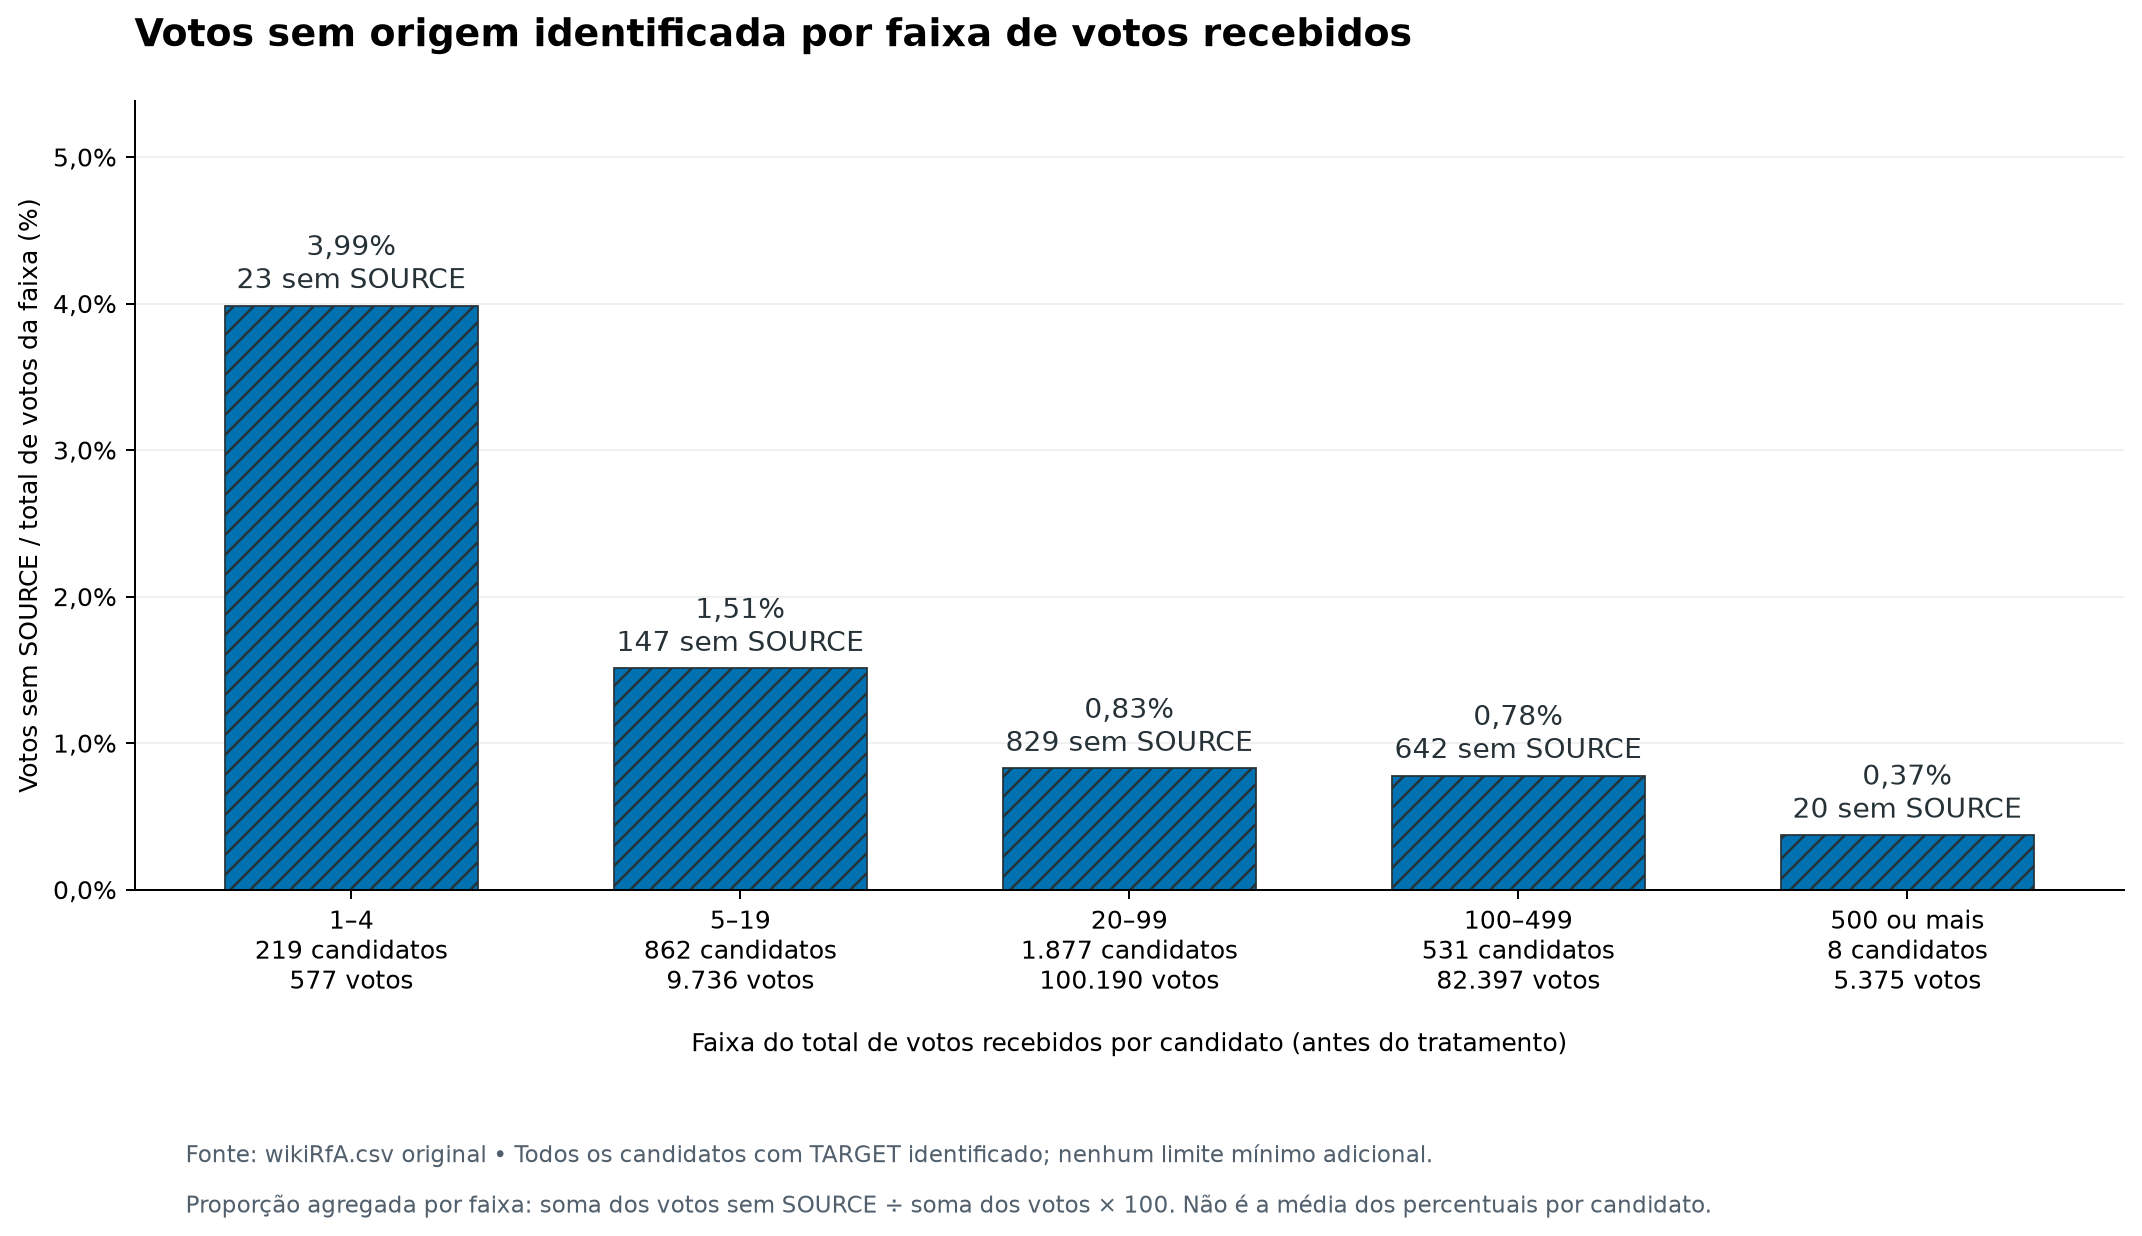 Votos sem origem identificada por faixa de votos recebidos
Votos sem SOURCE / total de votos da faixa (%)
5,0%
4,0%
3,0%
2,0%
1,0%
0,0%
3,99%
23 sem SOURCE
1,51%
147 sem SOURCE
0,83%
829 sem SOURCE
0,78%
642 sem SOURCE
0,37%
20 sem SOURCE
1–4
219 candidatos
577 votos
5–19
862 candidatos
9.736 votos
20–99
1.877 candidatos
100.190 votos
100–499
531 candidatos
82.397 votos
500 ou mais
8 candidatos
5.375 votos
Faixa do total de votos recebidos por candidato (antes do tratamento)
Fonte: wikiRfA.csv original • Todos os candidatos com TARGET identificado; nenhum limite mínimo adicional.
Proporção agregada por faixa: soma dos votos sem SOURCE ÷ soma dos votos × 100. Não é a média dos percentuais por candidato.